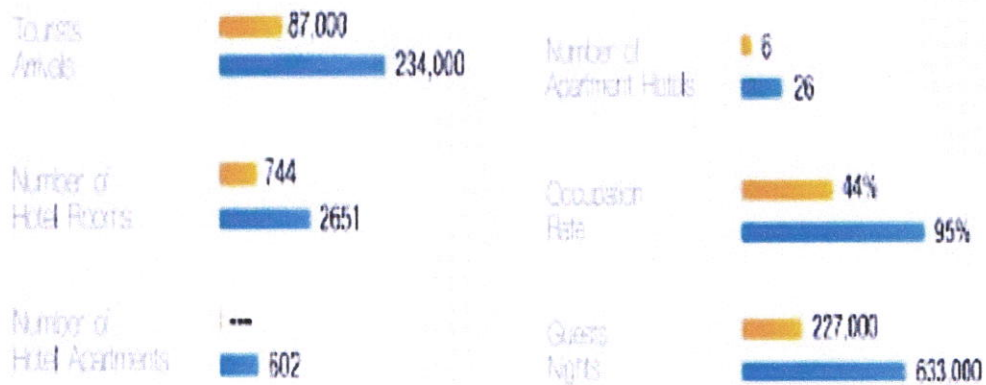 Tourists
Arrivals
87,000
234,000
Number of
Hotel Rooms
744
2651
Number of
Hotel Apartments
---
602
Number of
Apartment Hotels
6
26
Occupation
Rate
44%
95%
Guests
Nights
227,000
633,000